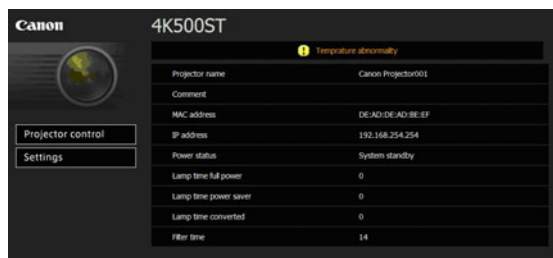 Canon
4K500ST
Temprature abnormality
Projector name Canon Projector001
Comment
MAC address DE:AD:DE:AD:BE:EF
Projector control
IP address 192.168.254.254
Settings
Power status System standby
Lamp time full power 0
Lamp time power saver 0
Lamp time converted 0
Filter time 14